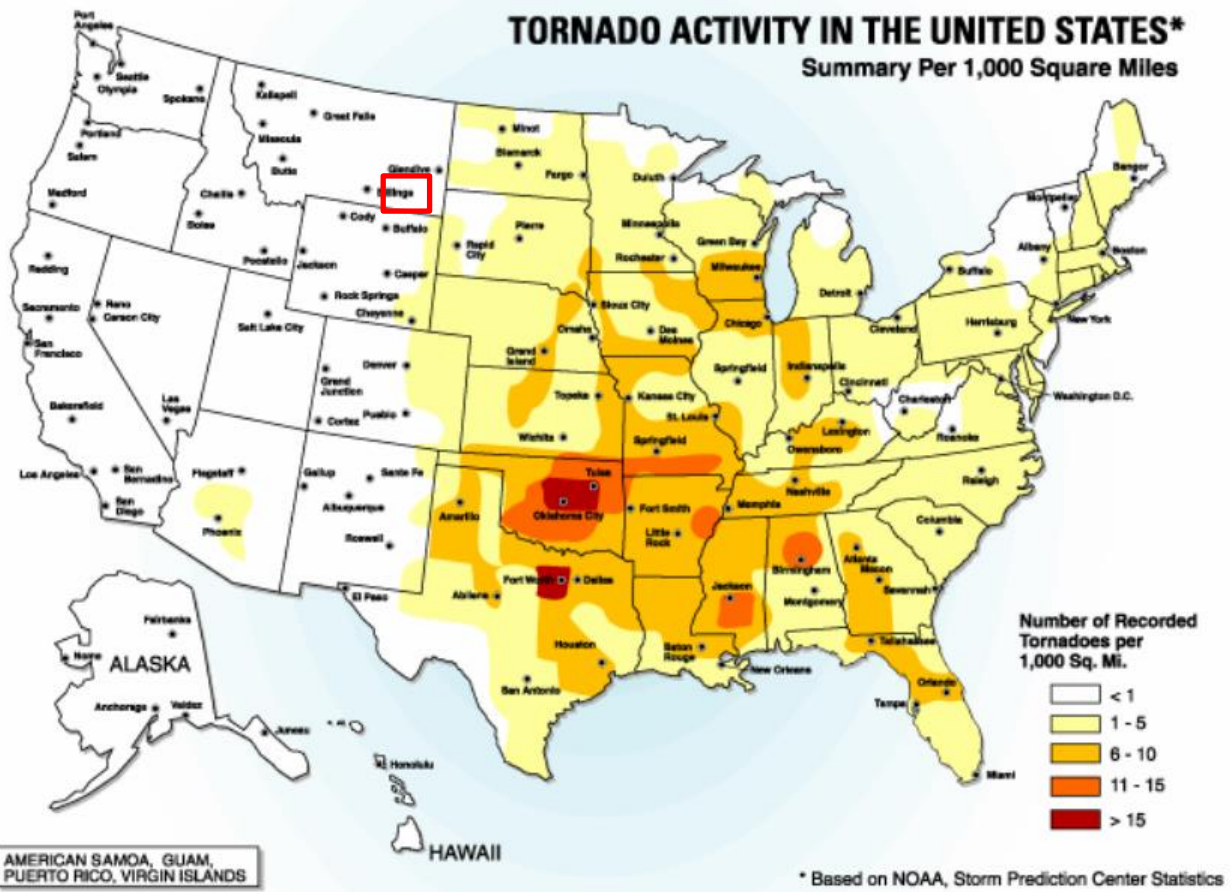 TORNADO ACTIVITY IN THE UNITED STATES*
Summary Per 1,000 Square Miles
Port
Angeles
Seattle
Olympia
Spokane
Portland
Salem
Medford
Kalispell
Great Falls
Missoula
Butte
Glendive
Billings
Challis
Boise
Pocatello
Cody
Buffalo
Jackson
Casper
Rock Springs
Cheyenne
Redding
Sacramento
San
Francisco
Reno
Carson City
Bakersfield
Las
Vegas
Los Angeles
San
Bernardino
San
Diego
Salt Lake City
Denver
Grand
Junction
Cortez
Pueblo
Flagstaff
Phoenix
Gallup
Santa Fe
Albuquerque
Roswell
El Paso
Minot
Bismarck
Fargo
Rapid
City
Pierre
Duluth
Minneapolis
Rochester
Green Bay
Milwaukee
Sioux City
Des
Moines
Omaha
Grand
Island
Chicago
Springfield
Indianapolis
Detroit
Cleveland
Cincinnati
Topeka
Kansas City
St. Louis
Wichita
Springfield
Tulsa
Oklahoma City
Amarillo
Fort Smith
Little
Rock
Memphis
Nashville
Owensboro
Lexington
Charleston
Roanoke
Raleigh
Columbia
Atlanta
Macon
Savannah
Birmingham
Montgomery
Jackson
Fort Worth
Dallas
Abilene
Houston
San Antonio
Baton
Rouge
New Orleans
Tallahassee
Orlando
Tampa
Miami
Buffalo
Albany
Montpelier
Bangor
Boston
New York
Harrisburg
Washington D.C.
Fairbanks
Nome
ALASKA
Anchorage
Valdez
Juneau
Honolulu
HAWAII
Number of Recorded
Tornadoes per
1,000 Sq. Mi.
< 1
1 - 5
6 - 10
11 - 15
> 15
AMERICAN SAMOA, GUAM,
PUERTO RICO, VIRGIN ISLANDS
* Based on NOAA, Storm Prediction Center Statistics